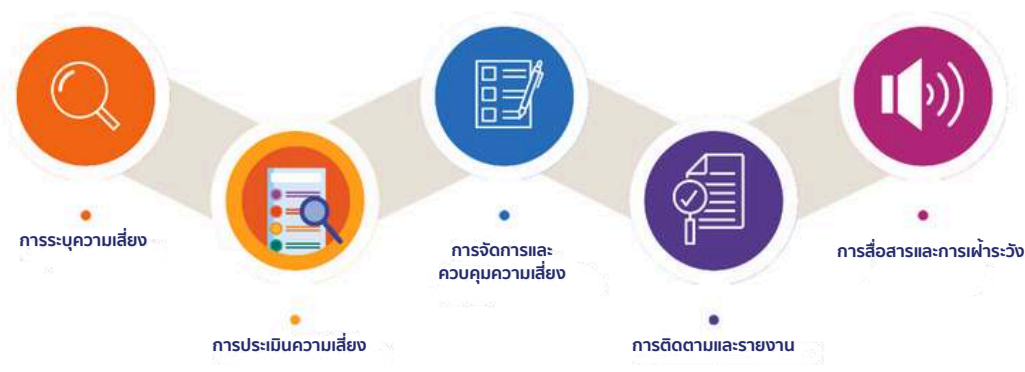 การระบุความเสี่ยง
การประเมินความเสี่ยง
การจัดการและ
ควบคุมความเสี่ยง
การติดตามและรายงาน
การสื่อสารและการเฝ้าระวัง